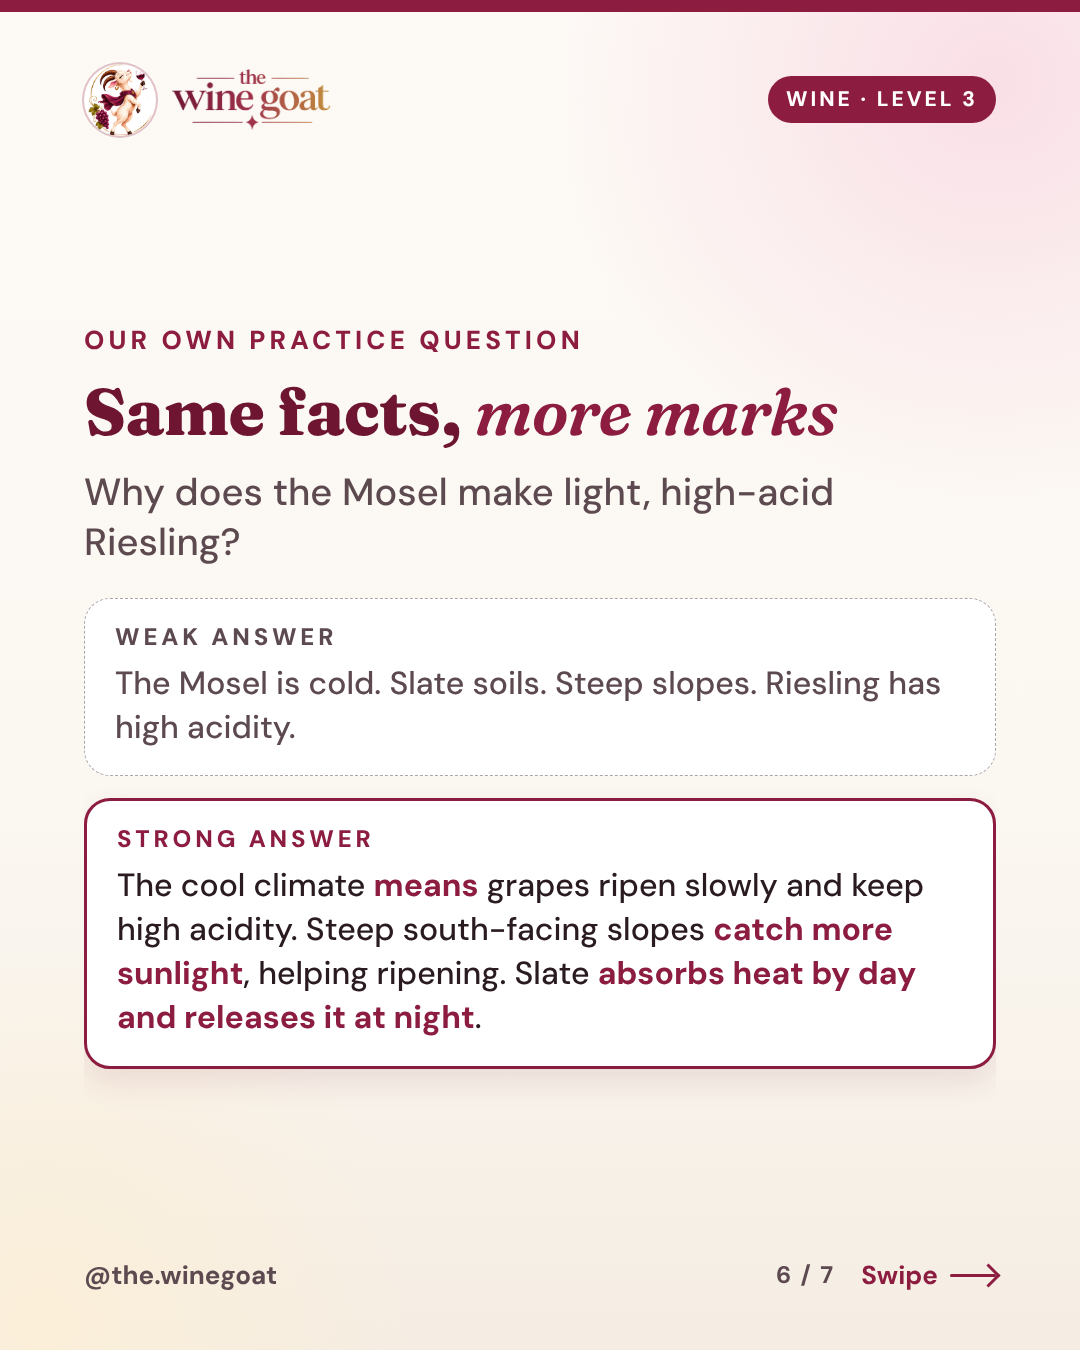 the
wine goat
WINE · LEVEL 3
OUR OWN PRACTICE QUESTION
Same facts, more marks
Why does the Mosel make light, high-acid
Riesling?
WEAK ANSWER
The Mosel is cold. Slate soils. Steep slopes. Riesling has
high acidity.
STRONG ANSWER
The cool climate means grapes ripen slowly and keep
high acidity. Steep south-facing slopes catch more
sunlight, helping ripening. Slate absorbs heat by day
and releases it at night.
@the.winegoat
6 / 7 Swipe